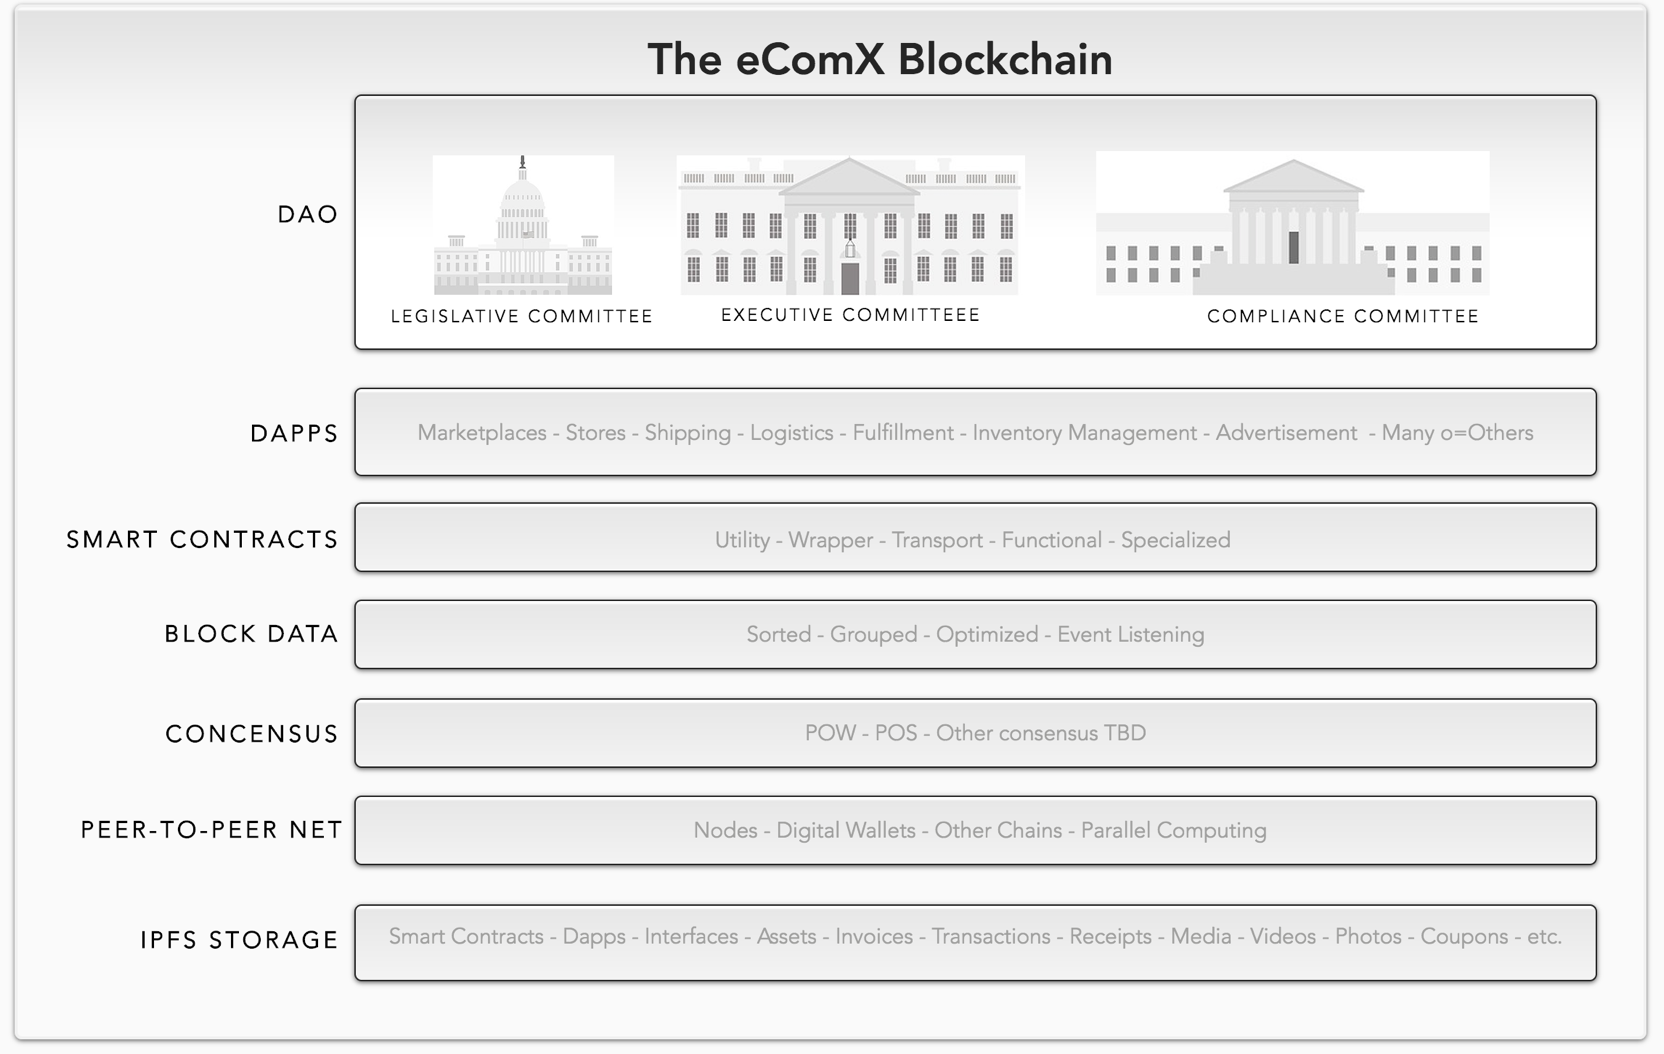 The eComX Blockchain
DAO
LEGISLATIVE COMMITTEE
EXECUTIVE COMMITTEEE
COMPLIANCE COMMITTEE
DAPPS
Marketplaces - Stores - Shipping - Logistics - Fulfillment - Inventory Management - Advertisement  - Many o=Others
SMART CONTRACTS
Utility - Wrapper - Transport - Functional - Specialized
BLOCK DATA
Sorted - Grouped - Optimized - Event Listening
CONCENSUS
POW - POS - Other consensus TBD
PEER-TO-PEER NET
Nodes - Digital Wallets - Other Chains - Parallel Computing
IPFS STORAGE
Smart Contracts - Dapps - Interfaces - Assets - Invoices - Transactions - Receipts - Media - Videos - Photos - Coupons - etc.